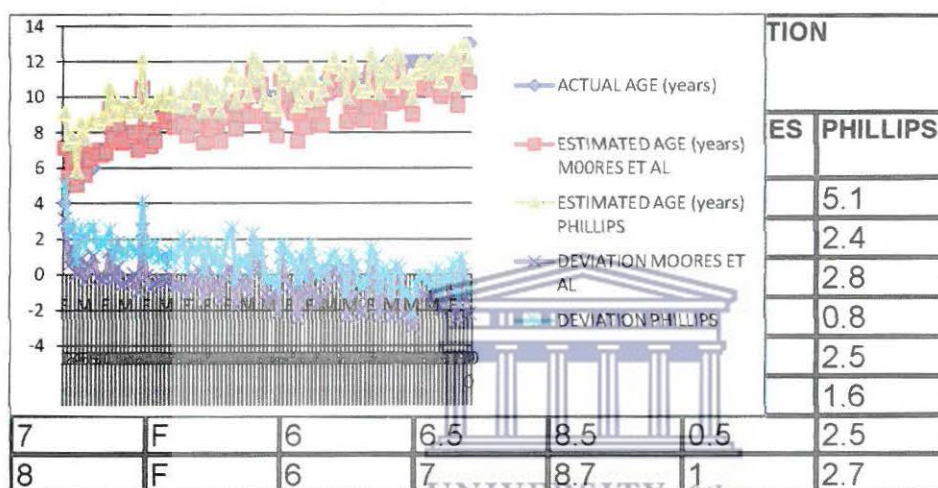 14
12
10
8
6
4
2
0
-2
-4
F M F M F M
ACTUAL AGE (years)
ESTIMATED AGE (years)
MOORES ET AL
ESTIMATED AGE (years)
PHILLIPS
DEVIATION MOORES ET
AL
DEVIATION PHILLIPS
TION
ES PHILLIPS
5.1
2.4
2.8
0.8
2.5
1.6
7 F 6 6.5 8.5 0.5 2.5
8 F 6 7 8.7 1 2.7
UNIVERSITY of